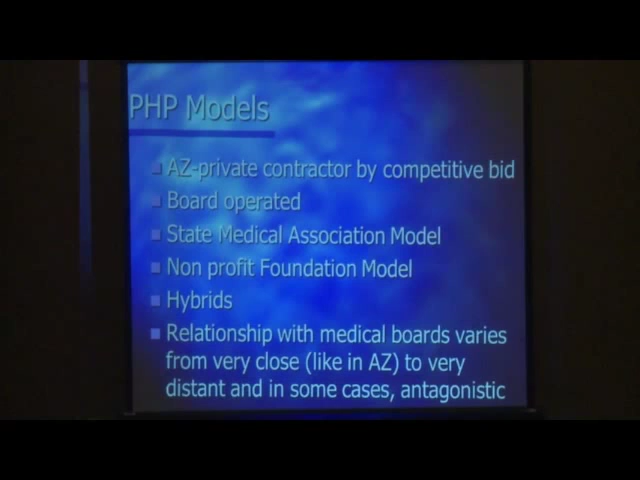 PHP Models
AZ-private contractor by competitive bid
Board operated
State Medical Association Model
Non profit Foundation Model
Hybrids
Relationship with medical boards varies
from very close (like in AZ) to very
distant and in some cases, antagonistic